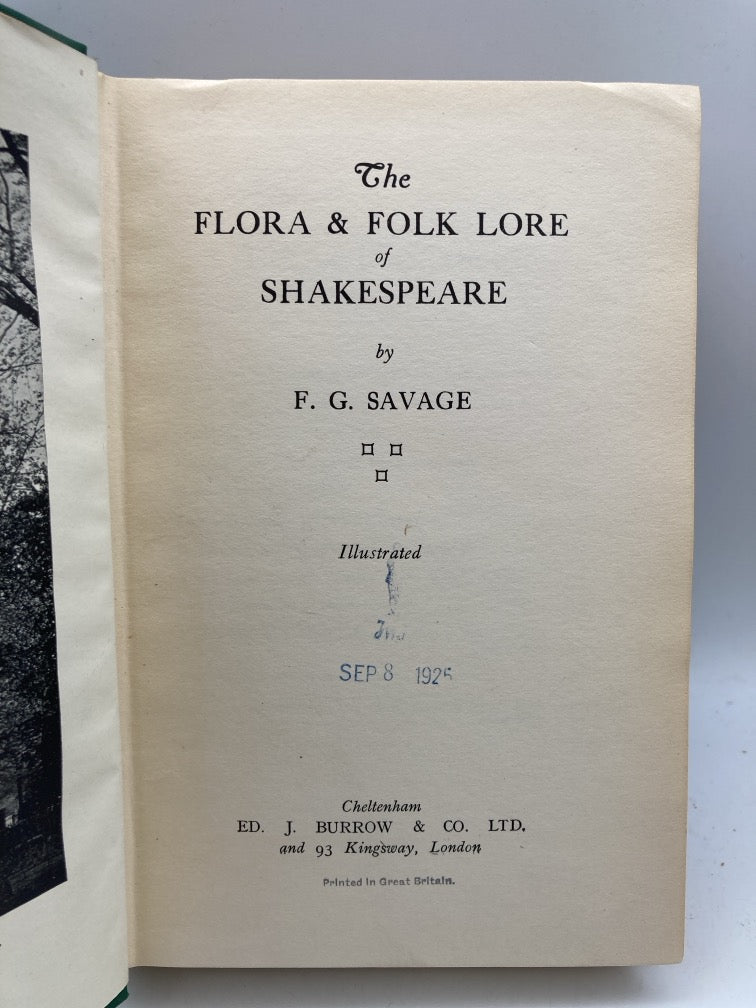 The
FLORA & FOLK LORE
of
SHAKESPEARE
by
F. G. SAVAGE
Illustrated
SEP 8
Cheltenham
ED. J. BURROW & CO. LTD.
and 93 Kingsway, London
Printed in Great Britain.